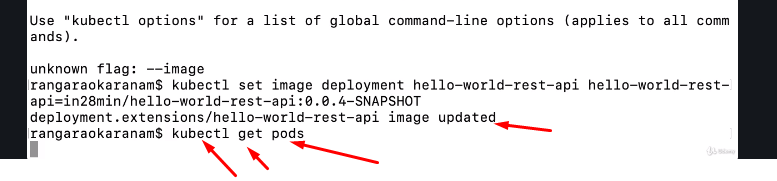 Use "kubectl options" for a list of global command-line options (applies to all comm
ands).
unknown flag: --image
rangaraokaranam$ kubectl set image deployment hello-world-rest-api hello-world-rest-
api=in28min/hello-world-rest-api:0.0.4-SNAPSHOT
deployment.extensions/hello-world-rest-api image updated
rangaraokaranam$ kubectl get pods